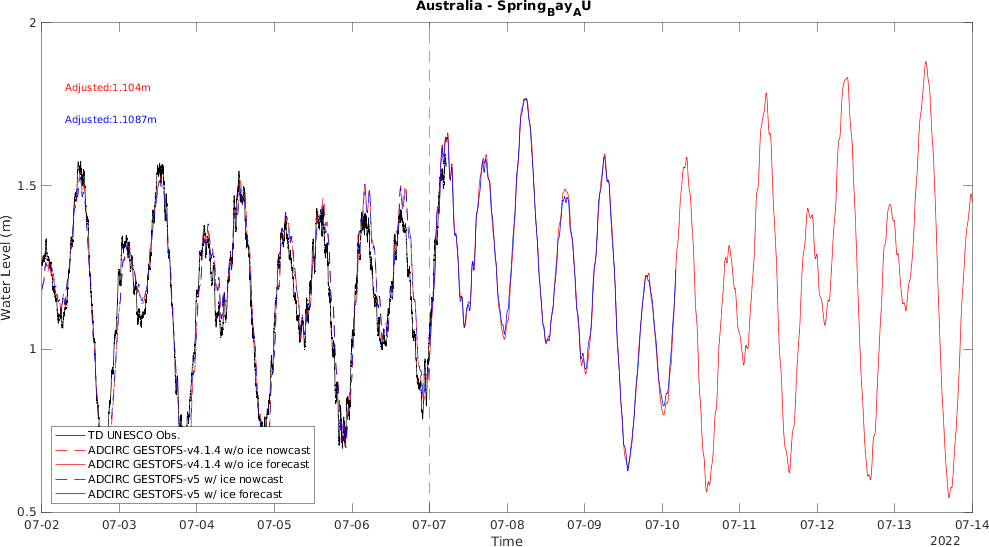 Australia - Spring_Bay_AU
2
Adjusted:1.104m
Adjusted:1.1087m
1.5
Water Level (m)
1
TD UNESCO Obs.
ADCIRC GESTOFS-v4.1.4 w/o ice nowcast
ADCIRC GESTOFS-v4.1.4 w/o ice forecast
ADCIRC GESTOFS-v5 w/ ice nowcast
ADCIRC GESTOFS-v5 w/ ice forecast
0.5
07-02 07-03 07-04 07-05 07-06 07-07 07-08 07-09 07-10 07-11 07-12 07-13 07-14
Time
2022